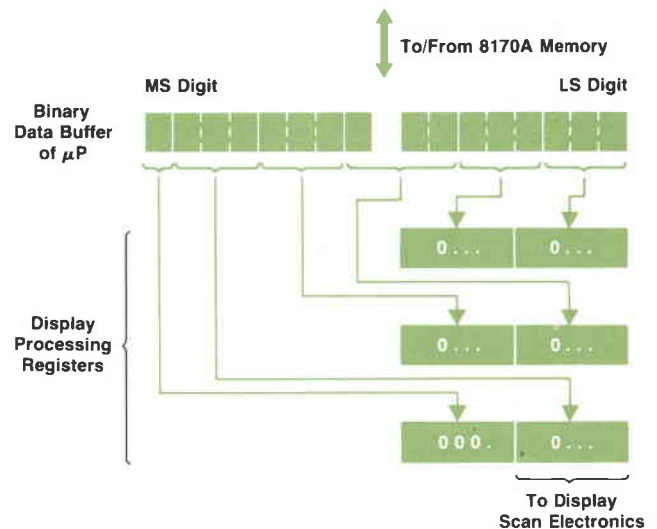 To/From 8170A Memory
MS Digit
LS Digit
Binary
Data Buffer
of μP
0... 0...
Display
Processing
Registers
0... 0...
000. 0...
To Display
Scan Electronics